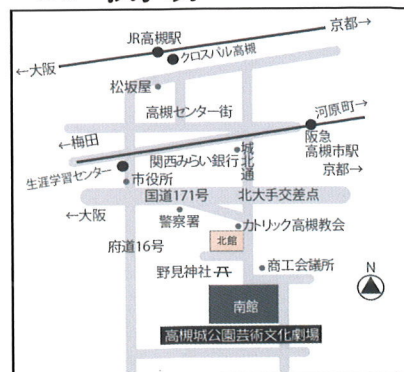 JR高槻駅
京都→
クロスパル高槻
←大阪
松坂屋
高槻センター街
河原町→
←梅田
阪急
高槻市駅
城北通
関西みらい銀行
京都→
生涯学習センター
市役所
国道171号
北大手交差点
←大阪
警察署
カトリック高槻教会
府道16号
北館
野見神社
商工会議所
N
南館
高槻城公園芸術文化劇場